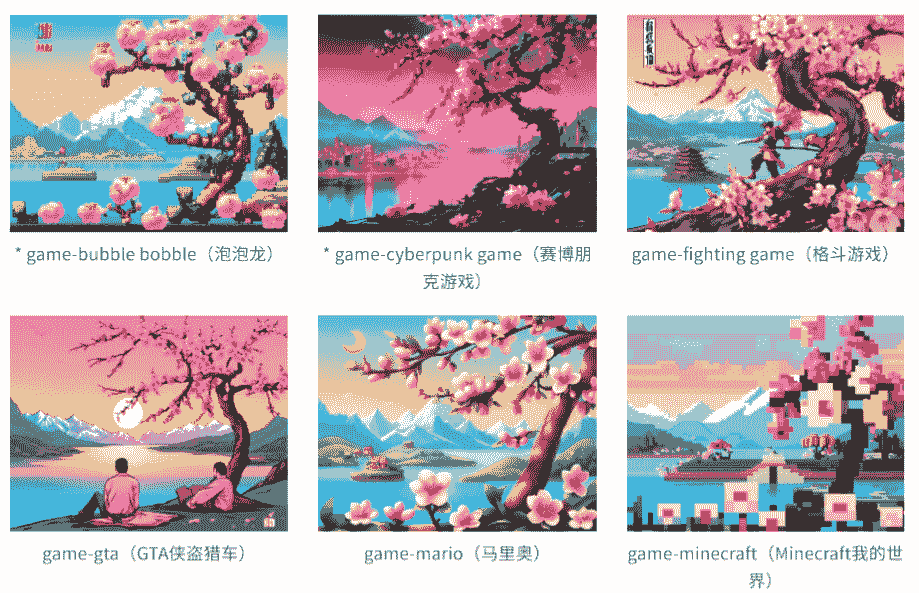 * game-bubble bobble（泡泡龙）
* game-cyberpunk game（赛博朋
克游戏）
game-fighting game（格斗游戏）
game-gta（GTA侠盗猎车）
game-mario（马里奥）
game-minecraft（Minecraft我的世
界）